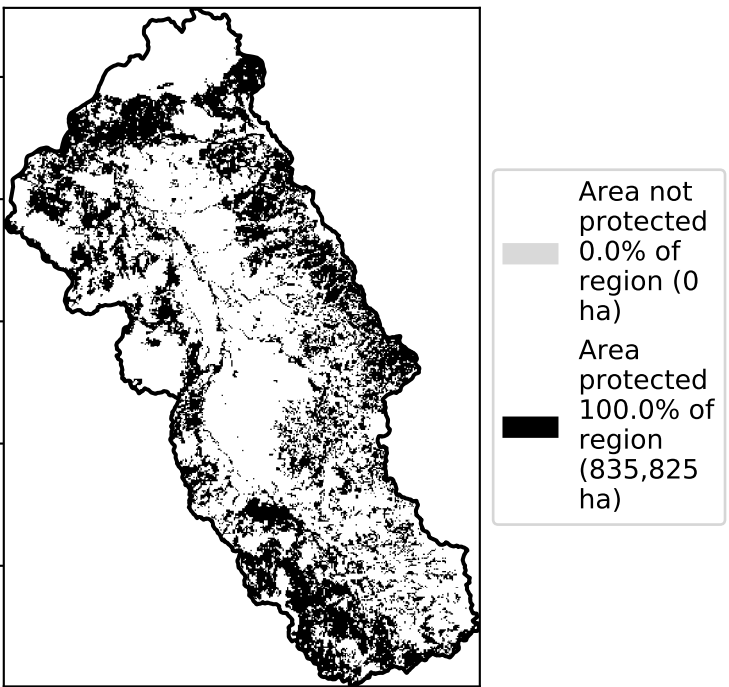 Area not
protected
0.0% of
region (0
ha)
Area
protected
100.0% of
region
(835,825
ha)